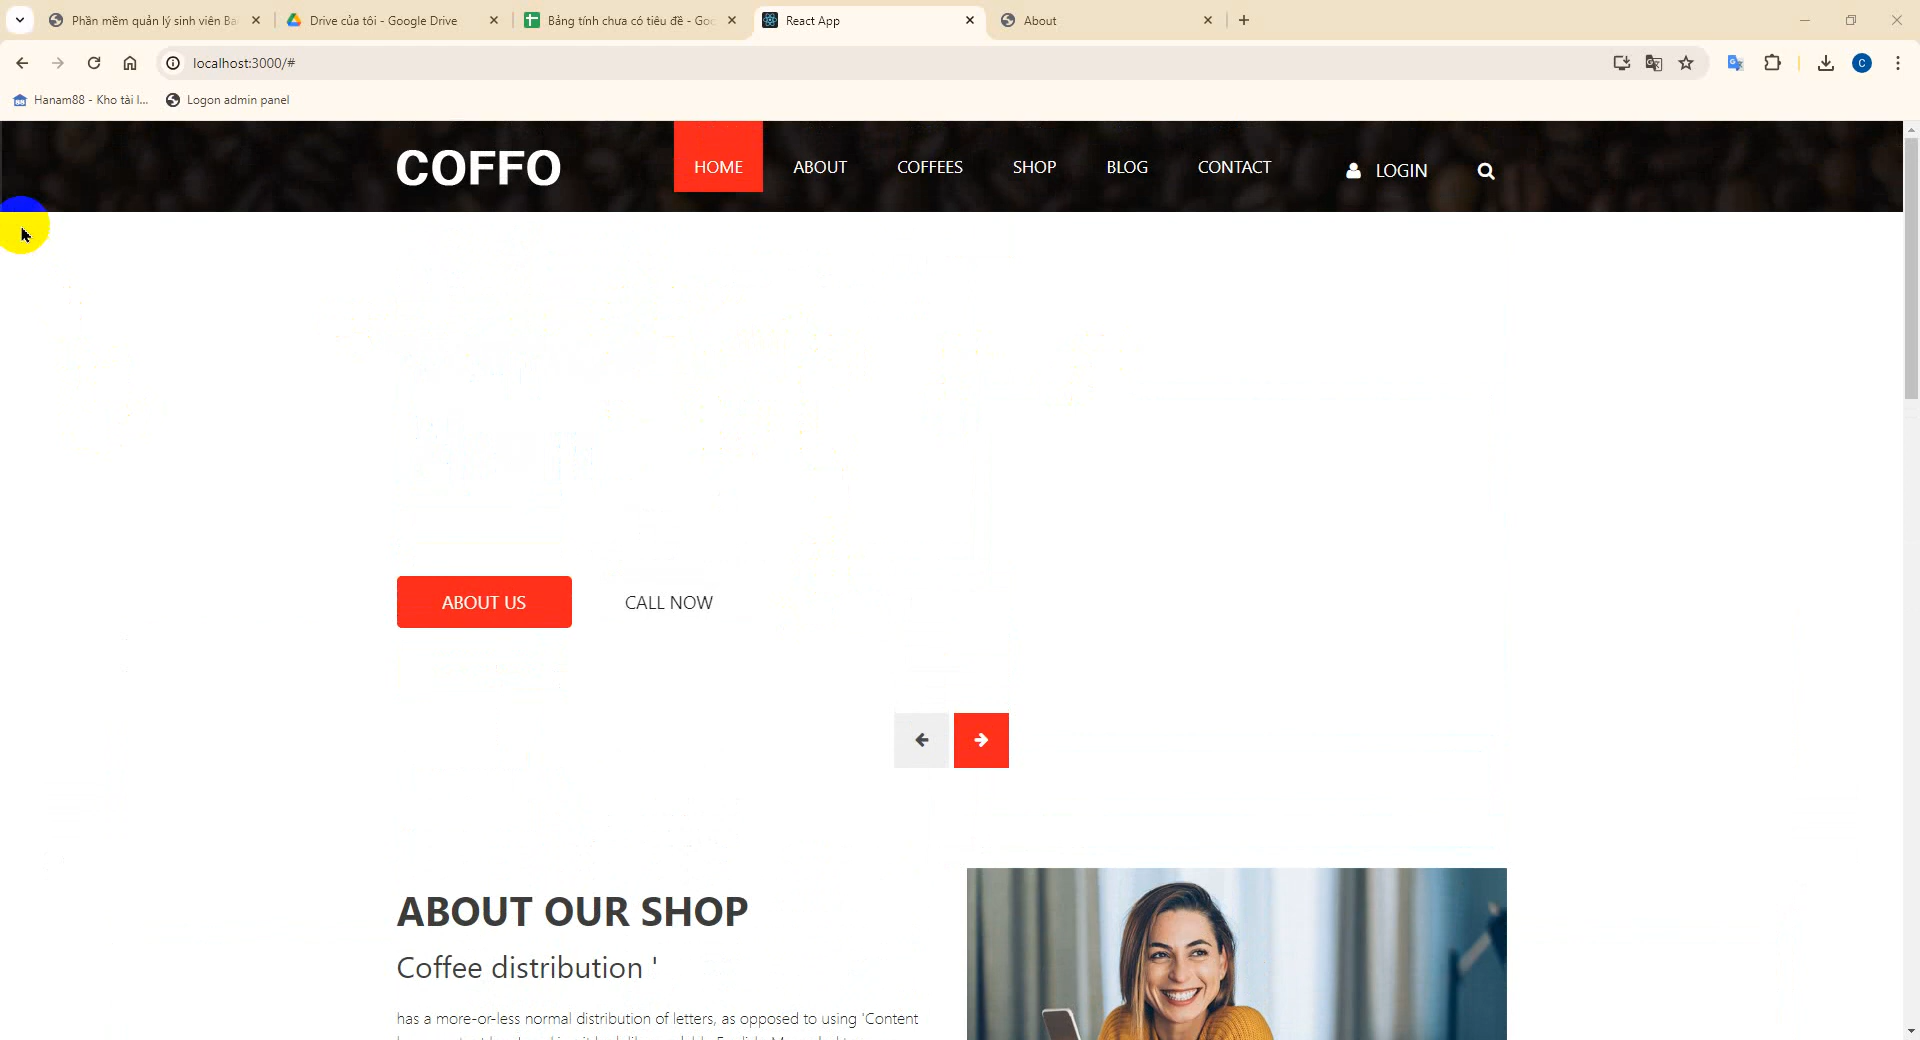 Phần mềm quản lý sinh viên Ba
Drive của tôi - Google Drive
Bảng tính chưa có tiêu đề - Goo
React App
About
localhost:3000/#
Hanam88 - Kho tài l...
Logon admin panel
COFFO
HOME
ABOUT
COFFEES
SHOP
BLOG
CONTACT
LOGIN
ABOUT US
CALL NOW
ABOUT OUR SHOP
Coffee distribution '
has a more-or-less normal distribution of letters, as opposed to using 'Content